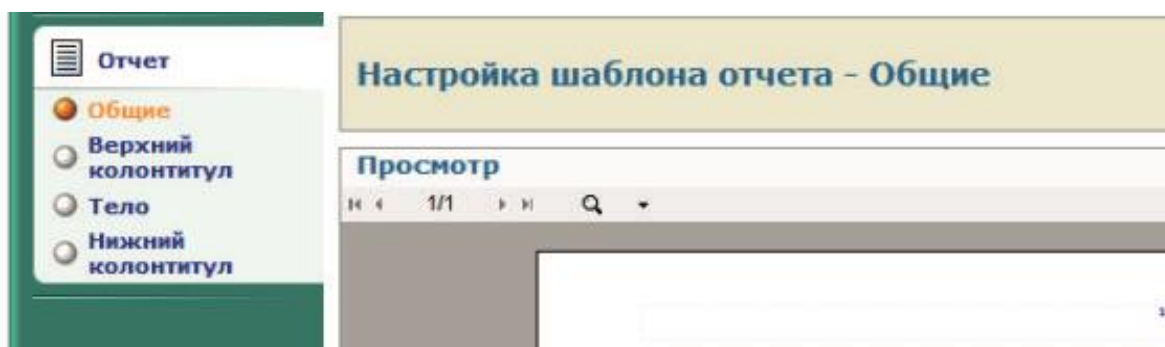 Отчет
Общие
Верхний
колонтитул
Тело
Нижний
колонтитул
Настройка шаблона отчета - Общие
Просмотр
1/1